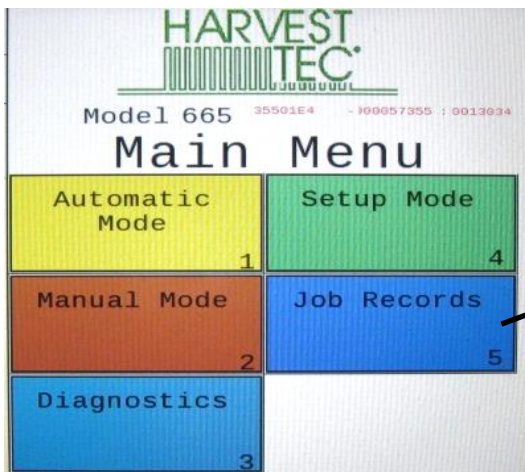 HARVEST
TEC
Model 665
35501E4
Main Menu
Automatic
Mode
1
Setup Mode
4
Manual Mode
2
Job Records
5
Diagnostics
3